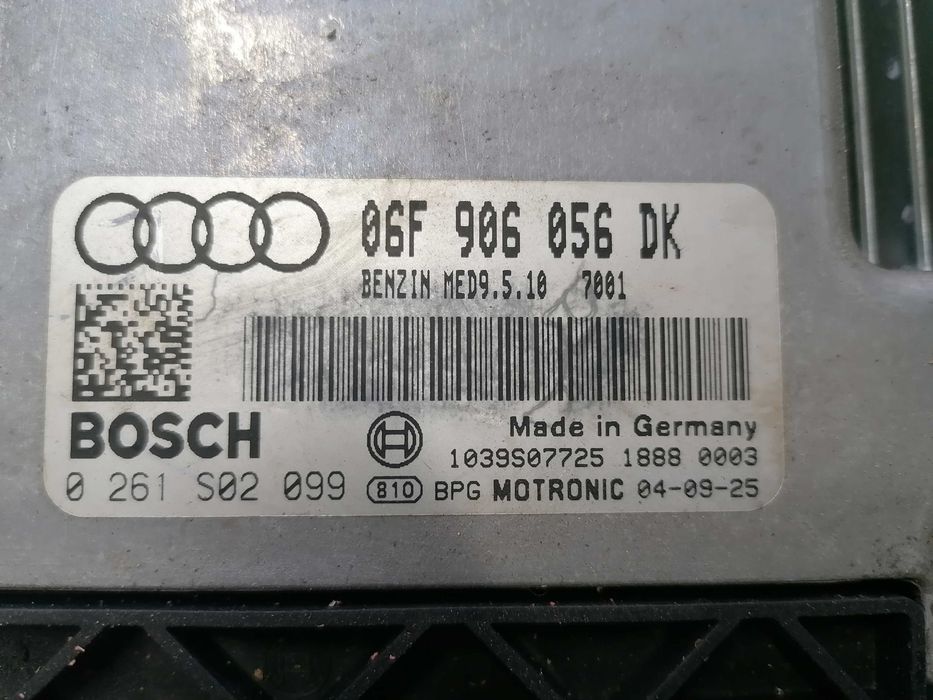 06F 906 056 DK
BENZIN MED9.5.10 7001
BOSCH
Made in Germany
1039S07725 1888 0003
0 261 S02 099 810 BPG MOTRONIC 04-09-25